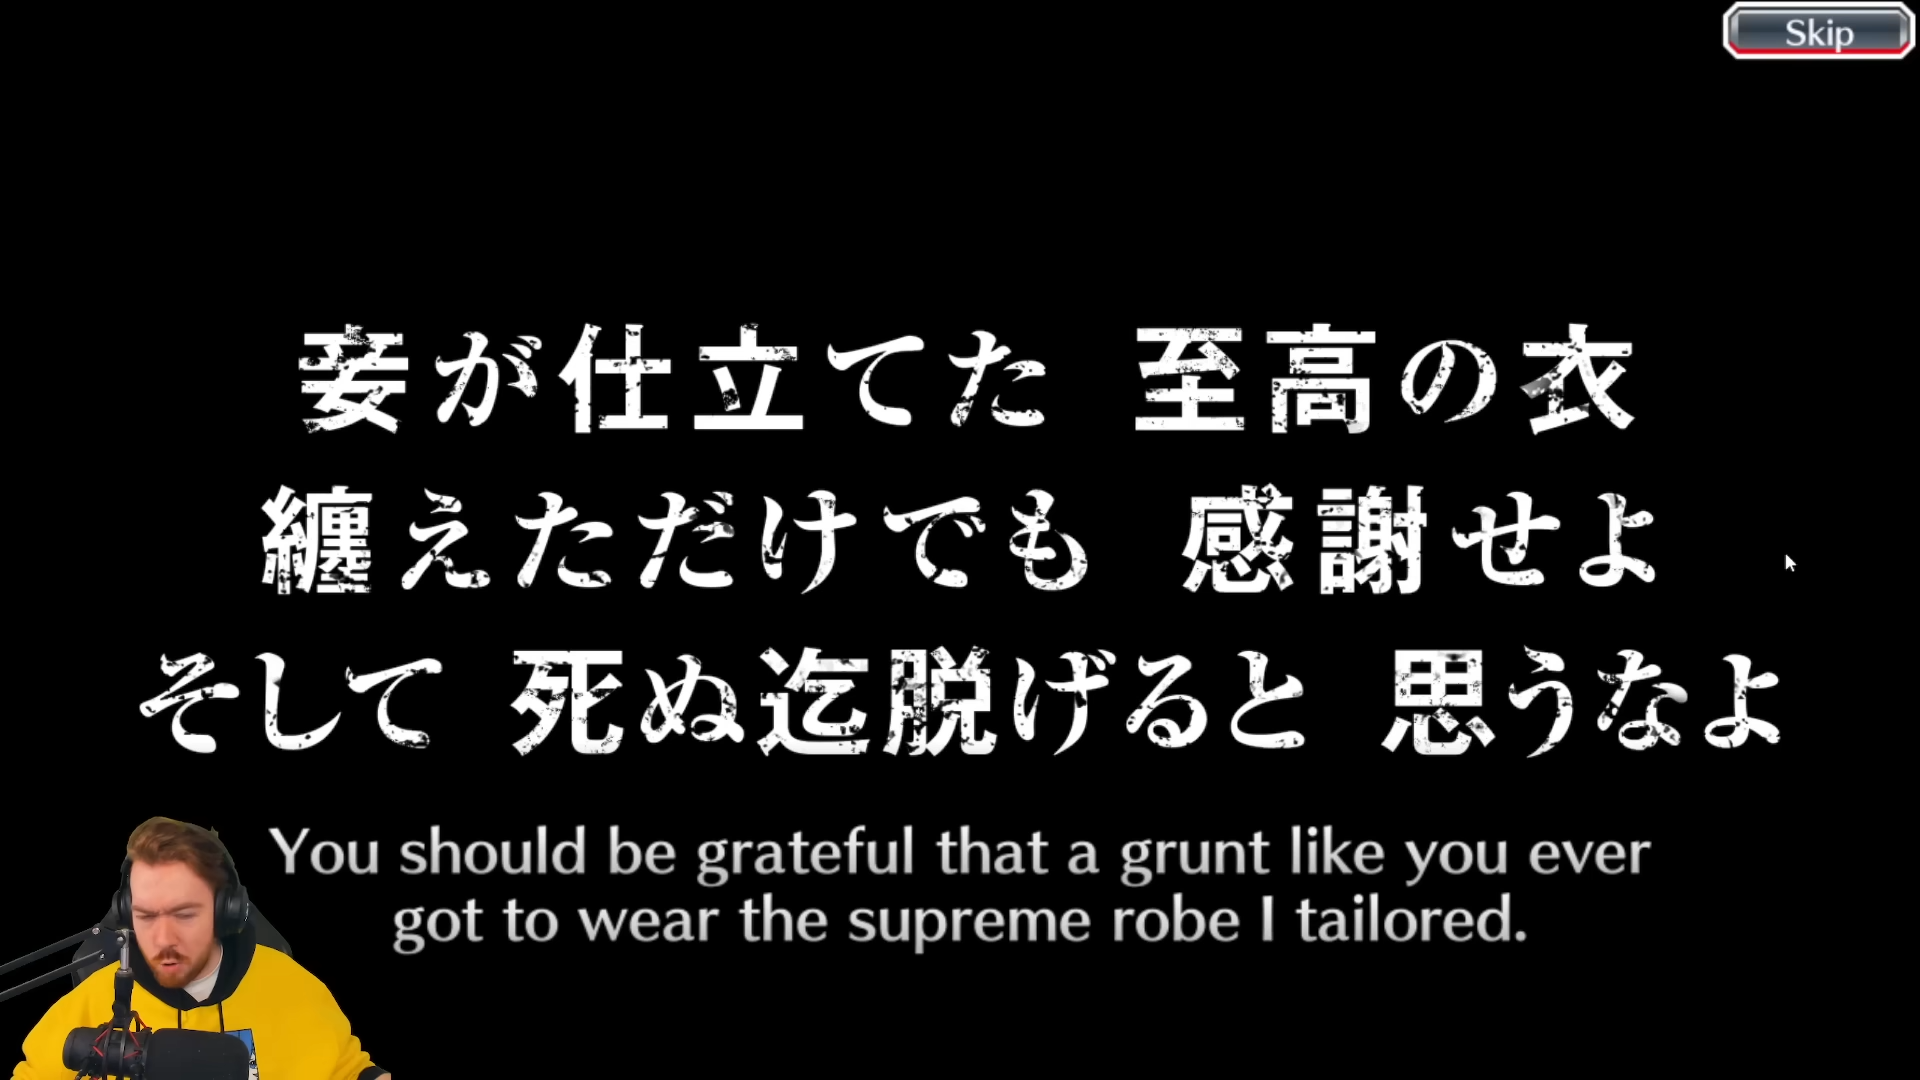 Skip
妾が仕立てた 至高の衣
纏えただけでも 感謝せよ
そして 死ぬ迄脱げると 思うなよ
You should be grateful that a grunt like you ever
got to wear the supreme robe I tailored.